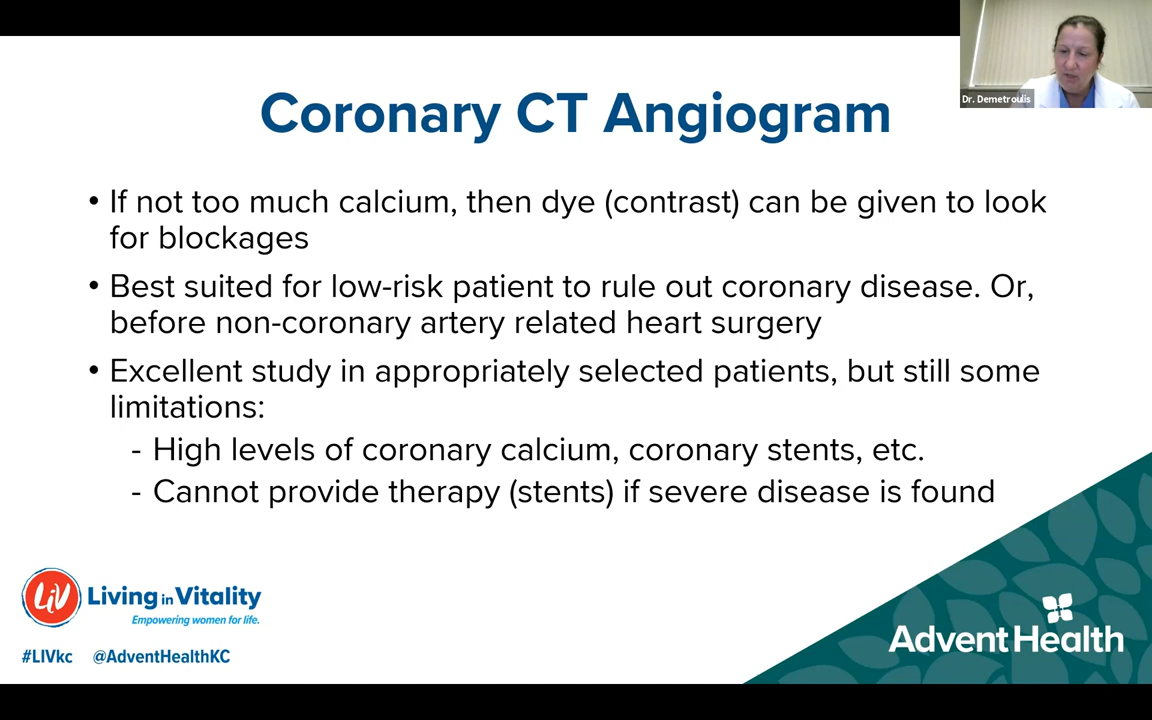 Dr. Demetroulis
Coronary CT Angiogram
• If not too much calcium, then dye (contrast) can be given to look
for blockages
• Best suited for low-risk patient to rule out coronary disease. Or,
before non-coronary artery related heart surgery
• Excellent study in appropriately selected patients, but still some
limitations:
- High levels of coronary calcium, coronary stents, etc.
- Cannot provide therapy (stents) if severe disease is found
LiV
Living in Vitality
Empowering women for life.
#LIVkc @AdventHealthKC
Advent Health